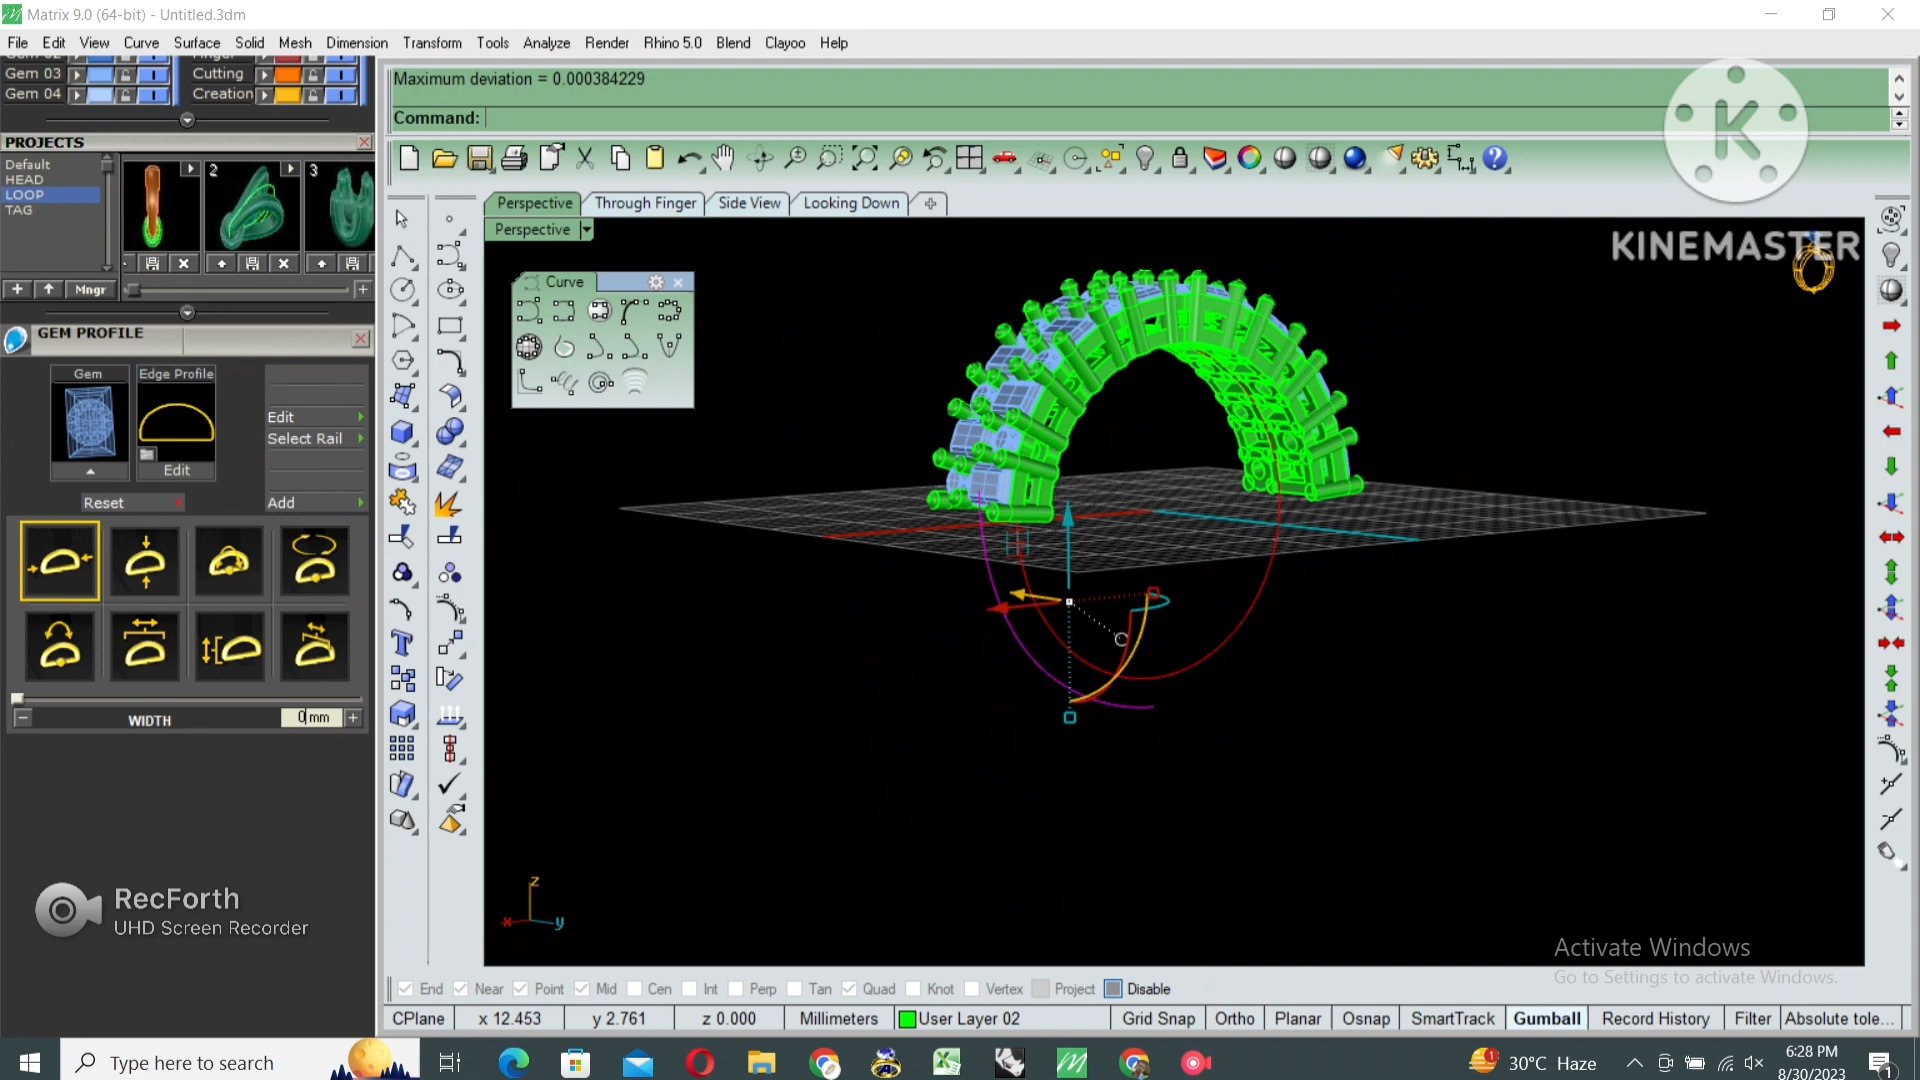 Matrix 9.0 (64-bit) - Untitled.3dm
File Edit View Curve Surface Solid Mesh Dimension Transform Tools Analyze Render Rhino 5.0 Blend Clayoo Help
Gem 03
Cutting
Gem 04
Creation
Maximum deviation = 0.000384229
Command:
PROJECTS
Default
HEAD
LOOP
TAG
2
3
Mngr
Perspective
Through Finger
Side View
Looking Down
Perspective
K
KINEMASTER
Curve
GEM PROFILE
Gem
Edge Profile
Edit
Select Rail
Edit
Reset
Add
WIDTH
0 mm
RecForth
UHD Screen Recorder
z
x
y
Activate Windows
Go to Settings to activate Windows.
End Near Point Mid Cen Int Perp Tan Quad Knot Vertex Project Disable
CPlane x 12.453 y 2.761 z 0.000 Millimeters User Layer 02 Grid Snap Ortho Planar Osnap SmartTrack Gumball Record History Filter Absolute tole...
Type here to search
1
30°C Haze
6:28 PM
8/30/2023
1